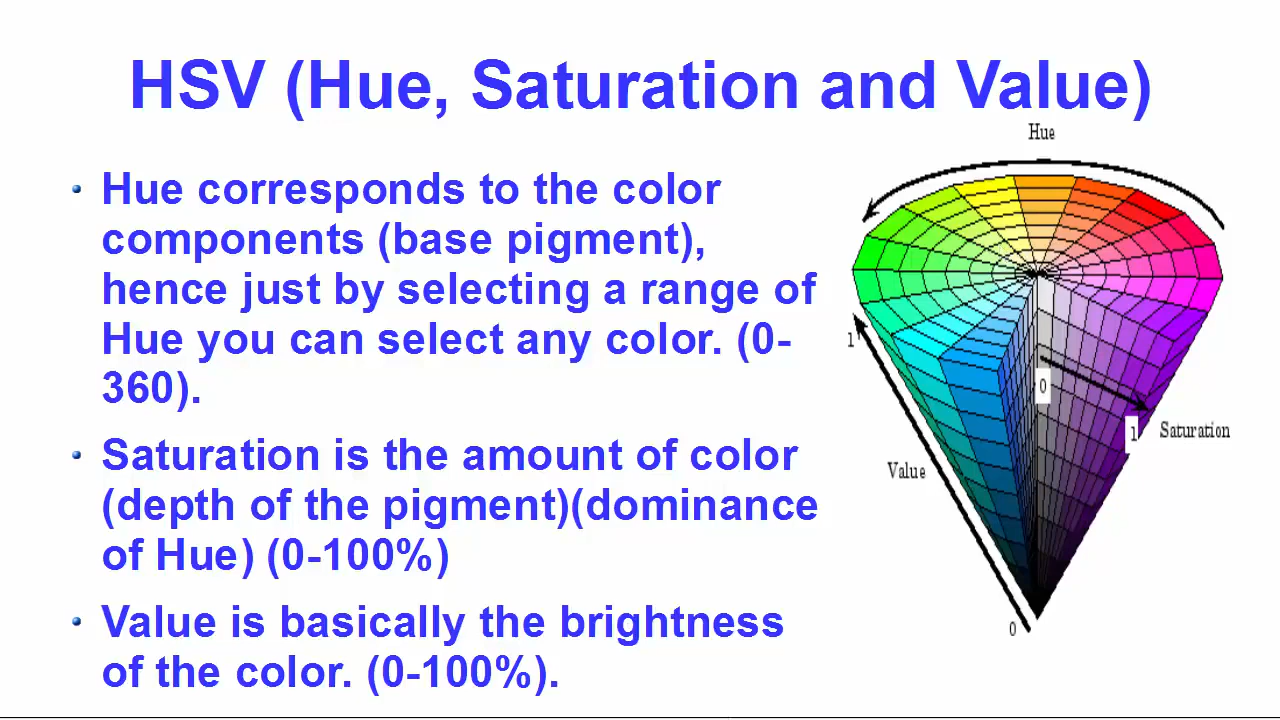 HSV (Hue, Saturation and Value)
Hue
• Hue corresponds to the color
components (base pigment),
hence just by selecting a range of
Hue you can select any color. (0-
360).
• Saturation is the amount of color
(depth of the pigment)(dominance
of Hue) (0-100%)
• Value is basically the brightness
of the color. (0-100%).
1
0
1
Saturation
Value
0